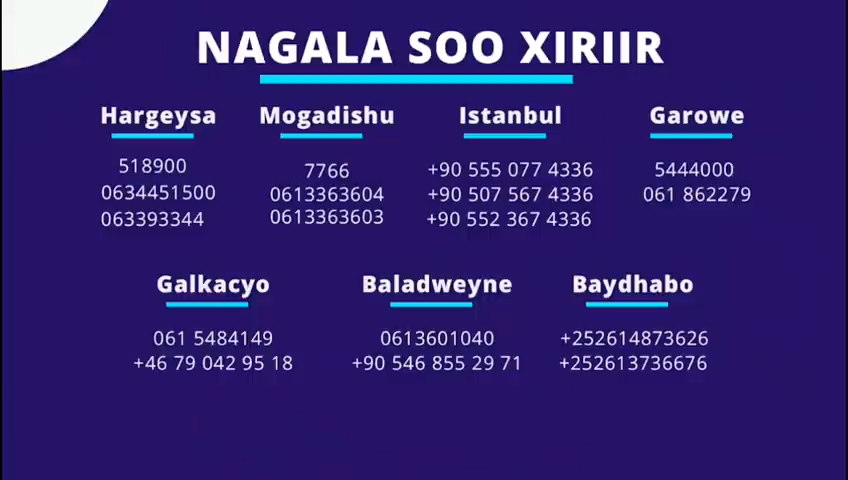 NAGALA SOO XIRIIR
Hargeysa
518900
0634451500
063393344
Mogadishu
7766
0613363604
0613363603
Istanbul
+90 555 077 4336
+90 507 567 4336
+90 552 367 4336
Garowe
5444000
061 862279
Galkacyo
061 5484149
+46 79 042 95 18
Baladweyne
0613601040
+90 546 855 29 71
Baydhabo
+252614873626
+252613736676